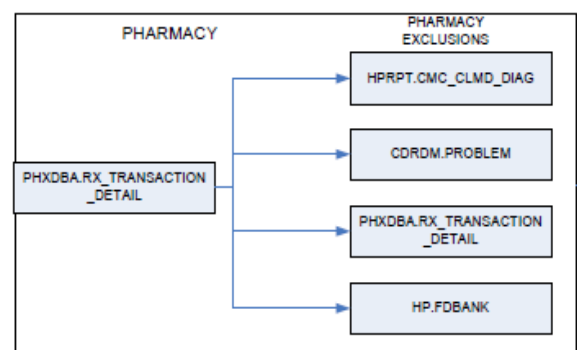 PHARMACY
PHARMACY
EXCLUSIONS
PHXDBA.RX_TRANSACTION
_DETAIL
HPRPT.CMC_CLMD_DIAG
CDRDM.PROBLEM
PHXDBA.RX_TRANSACTION
_DETAIL
HP.FDBANK